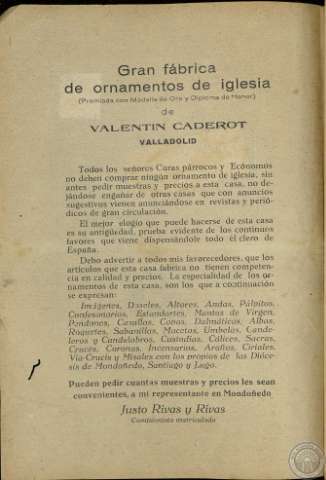 Gran fábrica
de ornamentos de iglesia
(Premiada con Medalla de Oro y Diploma de Honor)
de
VALENTIN CADEROT
VALLADOLID
Todos los señores Curas párrocos y Ecónomos
no deben comprar ningún ornamento de iglesia, sin
antes pedir muestras y precios a esta casa, no de-
jándose engañar de otras casas que con anuncios
sugestivos vienen anunciándose en revistas y perió-
dicos de gran circulación.
El mejor elogio que puede hacerse de esta casa
es su antigüedad, prueba evidente de los continuos
favores que viene dispensándole todo el clero de
España.
Debo advertir a todos mis favorecedores, que los
artículos que esta casa fabrica no tienen competen-
cia en calidad y precios. La especialidad de los or-
namentos de esta casa, son los que a continuación
se expresan:
Imágenes, Doseles, Altares, Andas, Púlpitos,
Confesonarios, Estandartes, Mantos de Virgen,
Pendones, Casullas, Conos, Dalmáticas, Albas,
Roquetes, Sabanillas, Macetas, Umbelas, Cande-
leros y Candelabros, Custodias, Cálices, Sacras,
Cruces, Coronas, Incensarios, Arañas, Ciriales,
Vía-Crucis y Misales con los propios de las Dióce-
sis de Mondoñedo, Santiago y Lugo.
Pueden pedir cuantas muestras y precios les sean
convenientes, a mi representante en Mondoñedo
Justo Rivas y Rivas
Comisionista matriculado